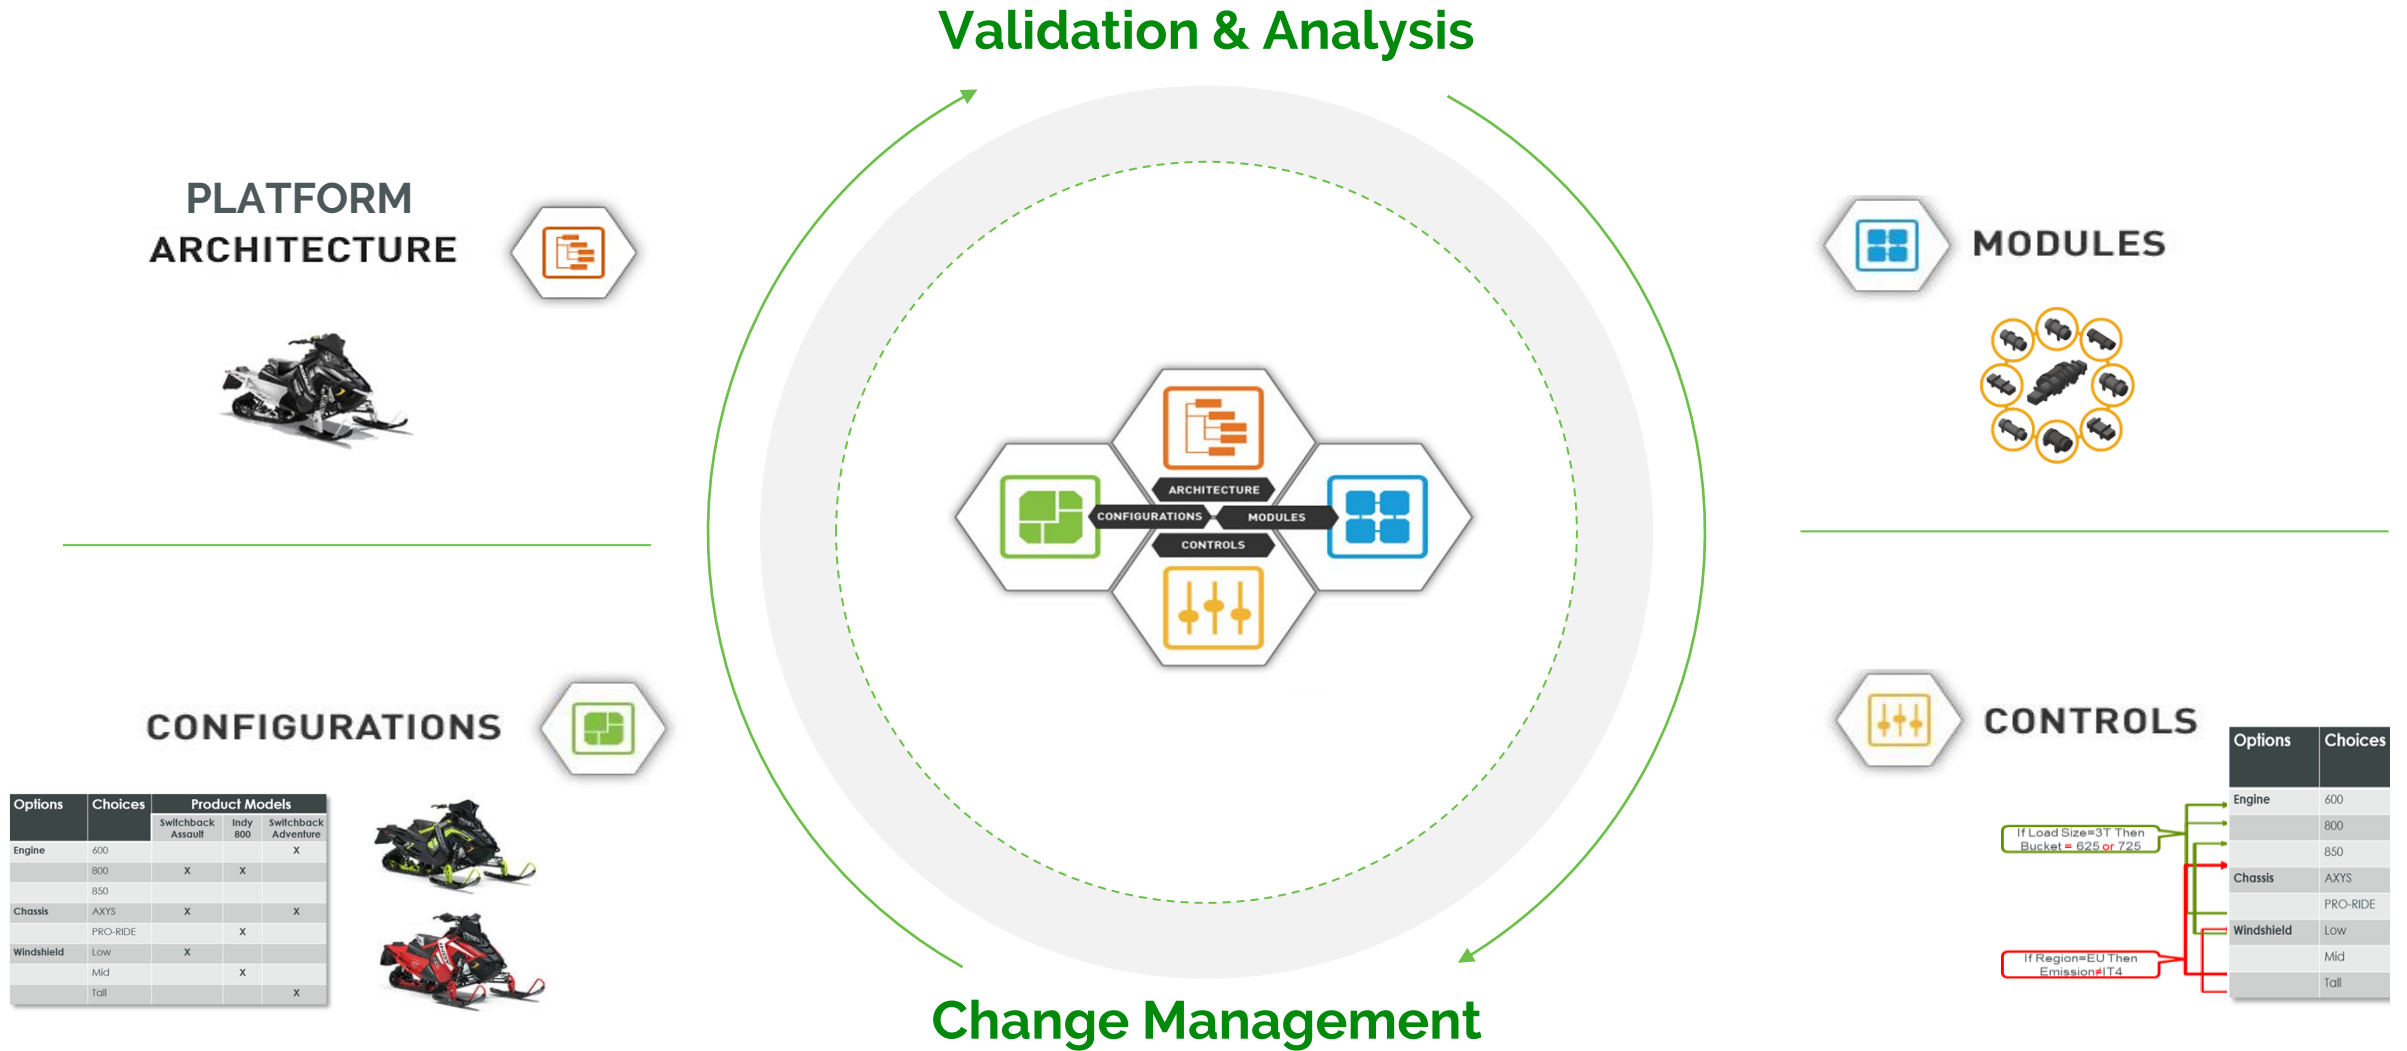 Validation & Analysis
PLATFORM
ARCHITECTURE
MODULES
ARCHITECTURE
CONFIGURATIONS
MODULES
CONTROLS
CONFIGURATIONS
Options Choices Product Models
Switchback Assault Indy 800 Switchback Adventure
Engine 600 X
800 X X
850
Chassis AXYS X X
PRO-RIDE X
Windshield Low X
Mid X
Tall X
CONTROLS
If Load Size=3T Then
Bucket = 625 or 725
If Region=EU Then
Emission≠IT4
Options Choices
Engine 600
800
850
Chassis AXYS
PRO-RIDE
Windshield Low
Mid
Tall
Change Management